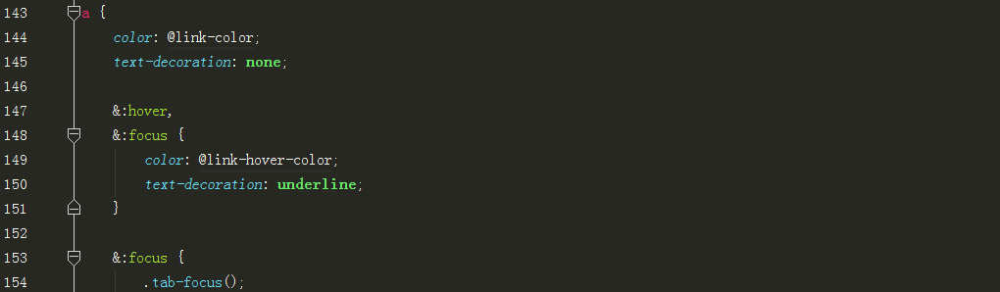 143 a {
144 color: @link-color;
145 text-decoration: none;
146
147 &:hover,
148 &:focus {
149 color: @link-hover-color;
150 text-decoration: underline;
151 }
152
153 &:focus {
154 .tab-focus();